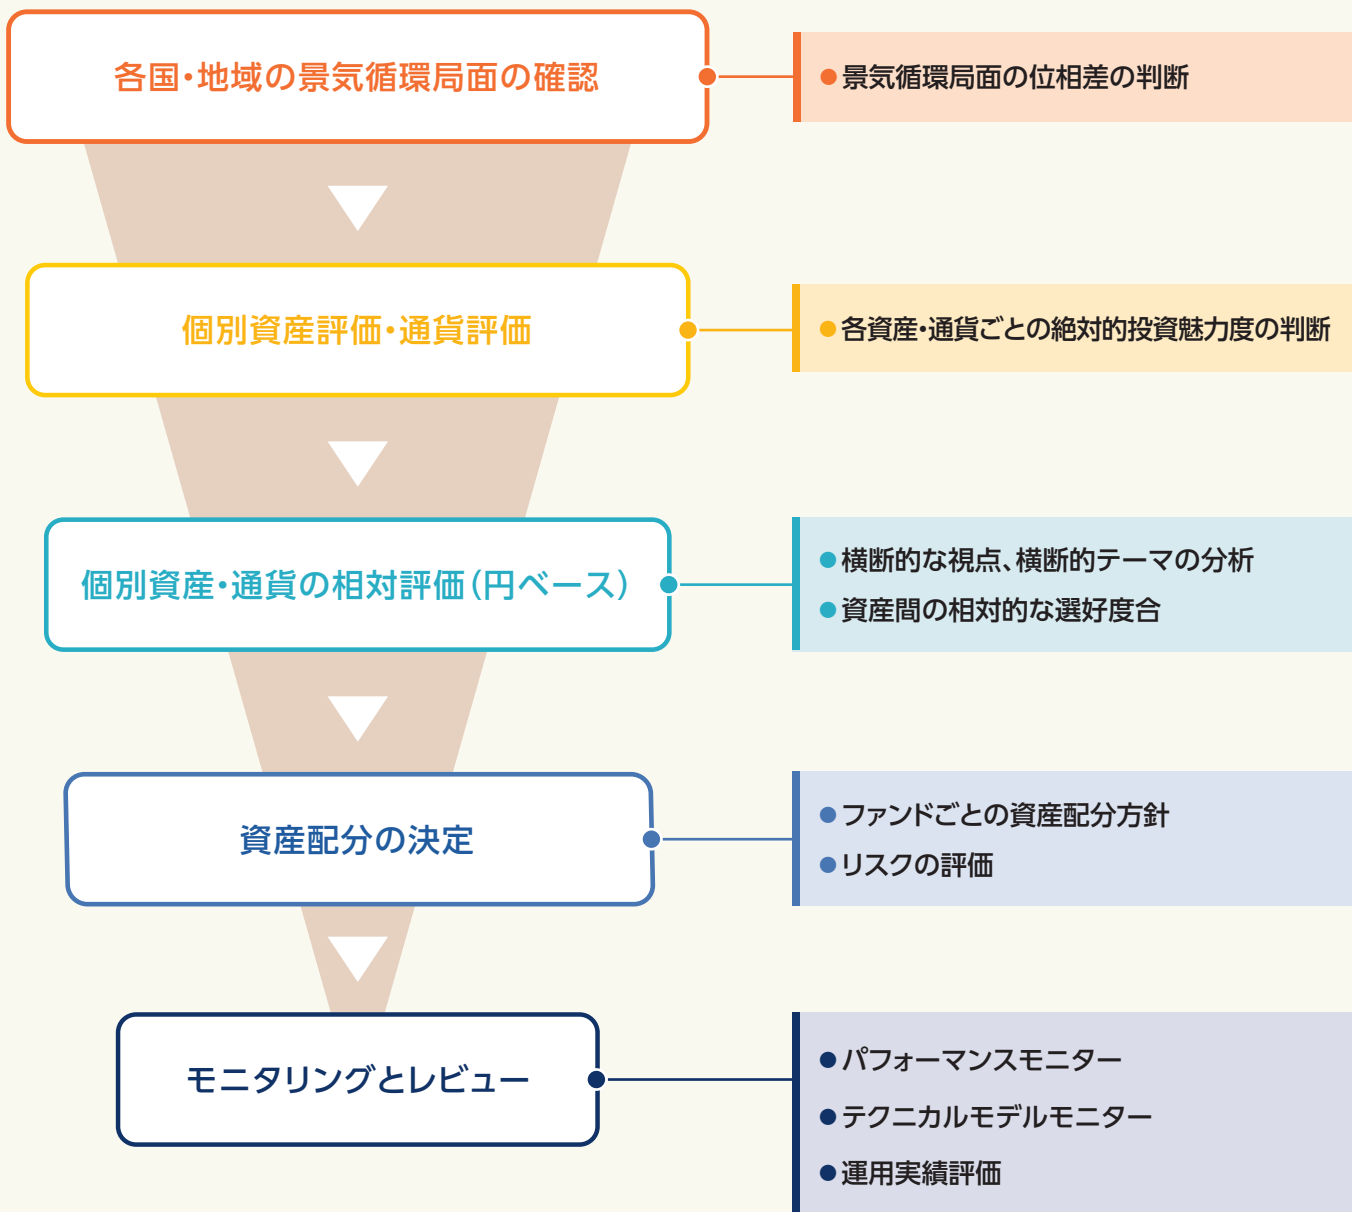 各国・地域の景気循環局面の確認
●景気循環局面の位相差の判断
個別資産評価・通貨評価
●各資産・通貨ごとの絶対的投資魅力度の判断
個別資産・通貨の相対評価(円ベース)
●横断的な視点、横断的テーマの分析
●資産間の相対的な選好度合
資産配分の決定
●ファンドごとの資産配分方針
●リスクの評価
モニタリングとレビュー
●パフォーマンスモニター
●テクニカルモデルモニター
●運用実績評価